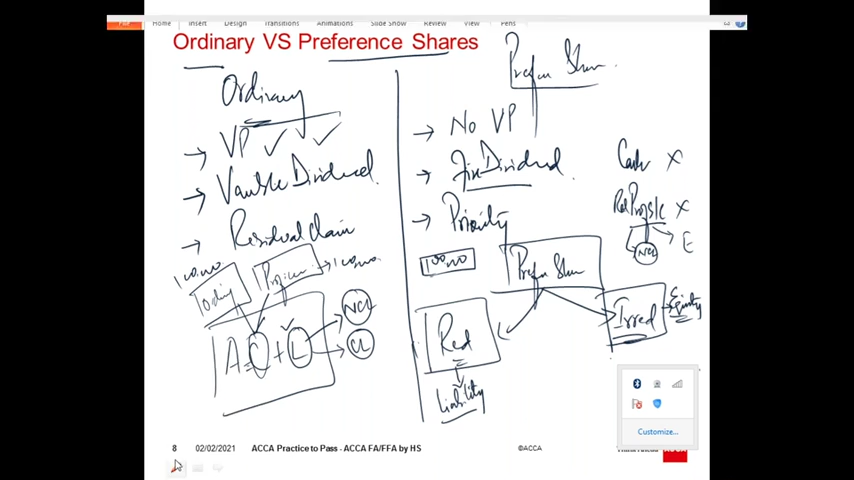 Home Insert Design Transitions Animations Slide Show Review View Pens
Ordinary VS Preference Shares
Ordinary
→ VP ✓ ✓
→ Variable Dividend
→ Residual Claim
A = C + L
NCL
CL
→ No VP
→ Fix Dividend
→ Priority
Cash X
X
NCL
E
Red
Liability
Irred → Equity
8 02/02/2021 ACCA Practice to Pass - ACCA FA/FFA by HS ©ACCA
Customize...